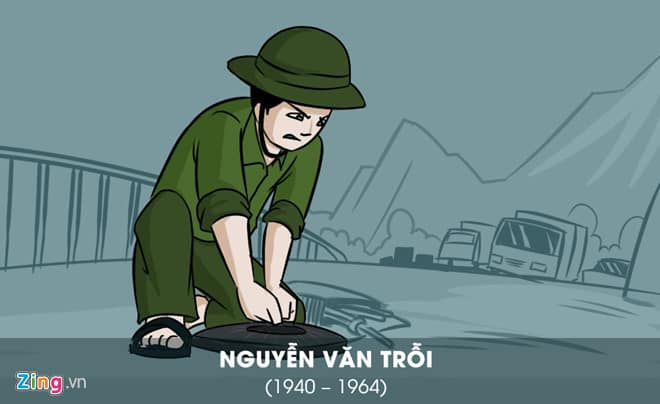 NGUYỄN VĂN TRỖI
(1940 – 1964)
Zing.vn